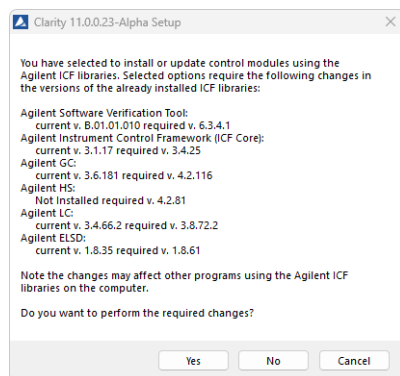 Clarity 11.0.0.23-Alpha Setup
You have selected to install or update control modules using the
Agilent ICF libraries. Selected options require the following changes in
the versions of the already installed ICF libraries:
Agilent Software Verification Tool:
current v. B.01.01.010 required v. 6.3.4.1
Agilent Instrument Control Framework (ICF Core):
current v. 3.1.17 required v. 3.4.25
Agilent GC:
current v. 3.6.181 required v. 4.2.116
Agilent HS:
Not Installed required v. 4.2.81
Agilent LC:
current v. 3.4.66.2 required v. 3.8.72.2
Agilent ELSD:
current v. 1.8.35 required v. 1.8.61
Note the changes may affect other programs using the Agilent ICF
libraries on the computer.
Do you want to perform the required changes?
Yes No Cancel